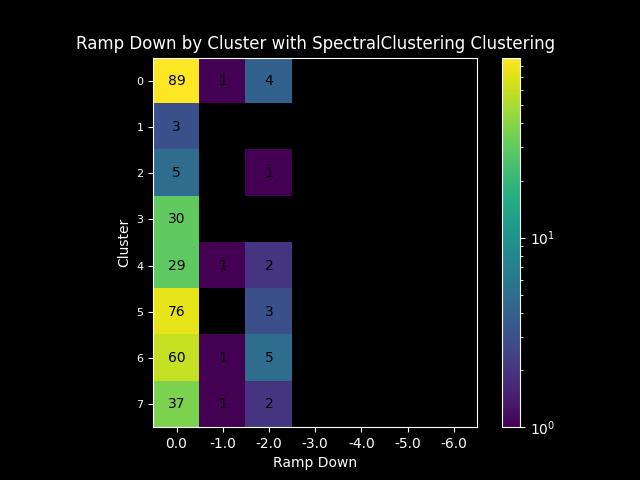 Ramp Down by Cluster with SpectralClustering Clustering
0 89 1 4
1 3
2 5 1
3 30
4 29 1 2
5 76 3
6 60 1 5
7 37 1 2
Cluster
0.0 -1.0 -2.0 -3.0 -4.0 -5.0 -6.0
Ramp Down
10¹
10⁰